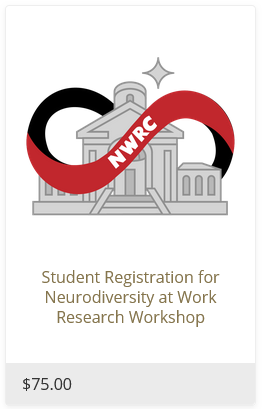 NWRC
Student Registration for
Neurodiversity at Work
Research Workshop
$75.00